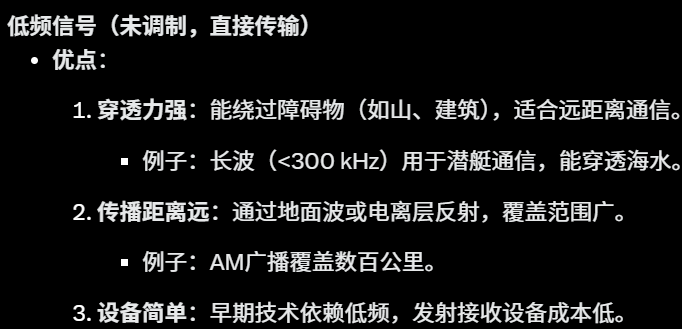 低频信号（未调制，直接传输）
• 优点：
1. 穿透力强：能绕过障碍物（如山、建筑），适合远距离通信。
▪ 例子：长波（<300 kHz）用于潜艇通信，能穿透海水。
2. 传播距离远：通过地面波或电离层反射，覆盖范围广。
▪ 例子：AM广播覆盖数百公里。
3. 设备简单：早期技术依赖低频，发射接收设备成本低。